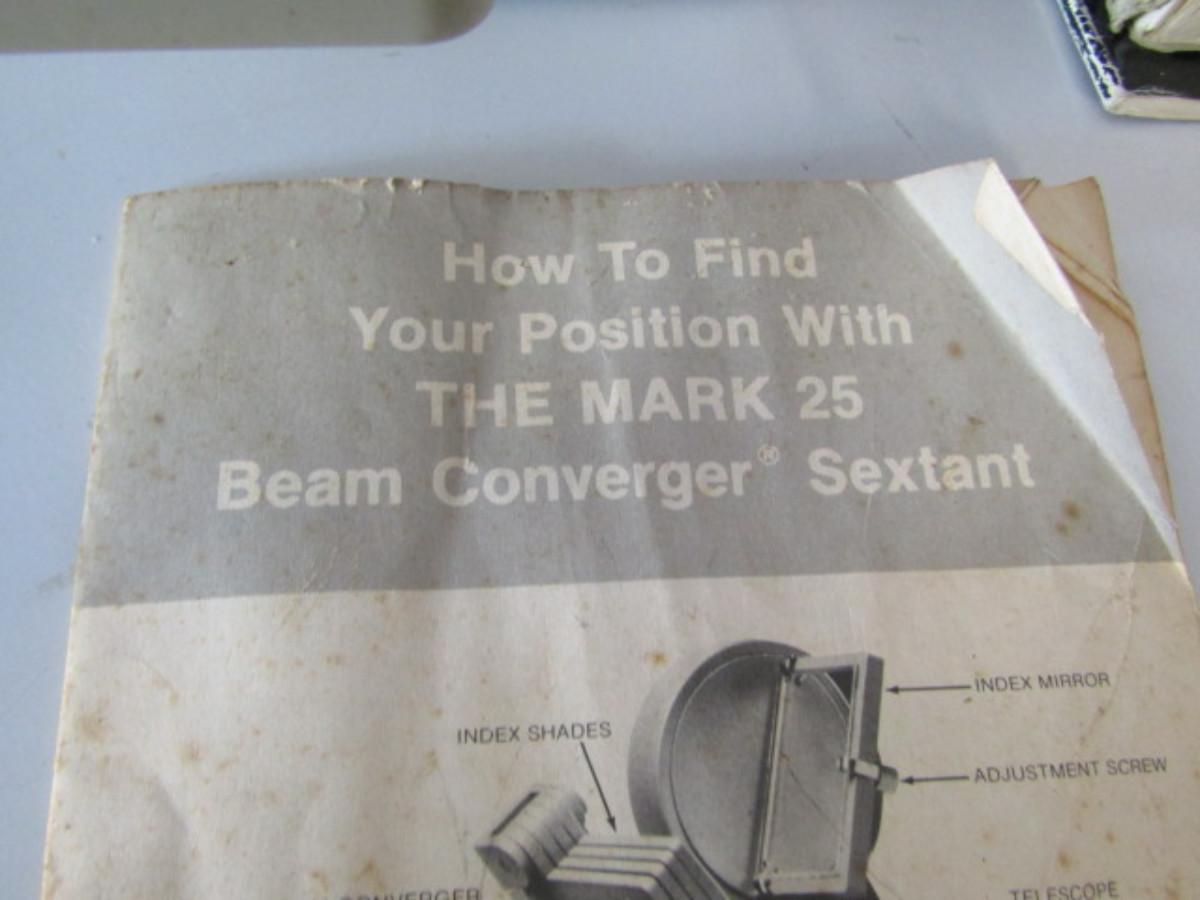 How To Find
Your Position With
THE MARK 25
Beam Converger® Sextant
INDEX MIRROR
INDEX SHADES
ADJUSTMENT SCREW
CONVERGER
TELESCOPE